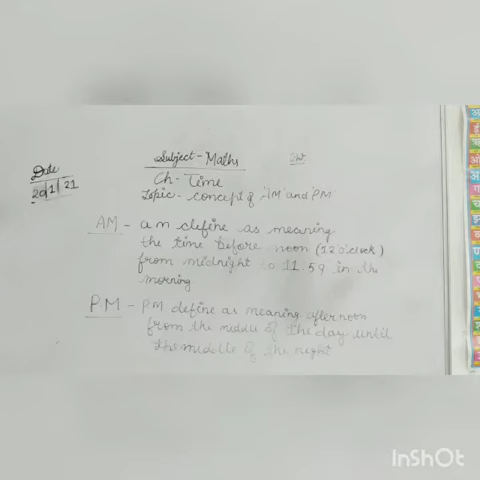 Date
20/1/21
Subject - Maths
Ch - Time
Topic - concept of 'AM' and 'PM'
AM - a m define as meaning
the time before noon (12 o'clock)
from midnight to 11.59 in the
morning
PM - P.M define as meaning afternoon
from the middle of the day until
the middle of the night
InShOt